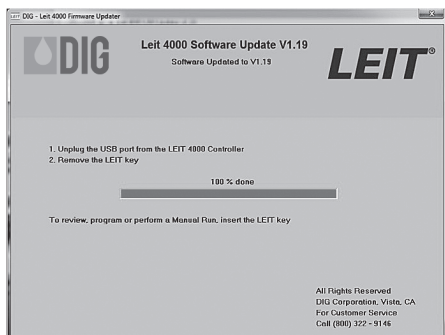 LEIT DIG - Leit 4000 Firmware Updater
DIG
Leit 4000 Software Update V1.19
Software Updated to V1.19
LEIT®
1. Unplug the USB port from the LEIT 4000 Controller
2. Remove the LEIT key
100 % done
To review, program or perform a Manual Run, insert the LEIT key
All Rights Reserved
DIG Corporation, Vista, CA
For Customer Service
Call (800) 322 - 9146